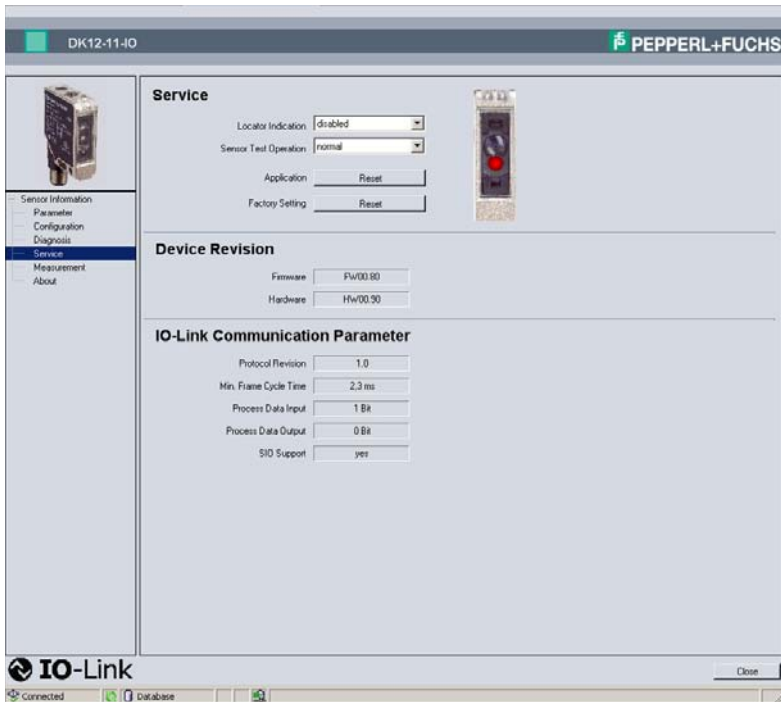 DK12-11-IO
PEPPERL+FUCHS
Service
Locator Indication disabled
Sensor Test Operation normal
Application Reset
Factory Setting Reset
Sensor Information
Parameter
Configuration
Diagnosis
Service
Measurement
About
Device Revision
Firmware FW00.80
Hardware HW00.90
IO-Link Communication Parameter
Protocol Revision 1.0
Min. Frame Cycle Time 2,3 ms
Process Data Input 1 Bit
Process Data Output 0 Bit
SIO Support yes
IO-Link
Close
Connected Database